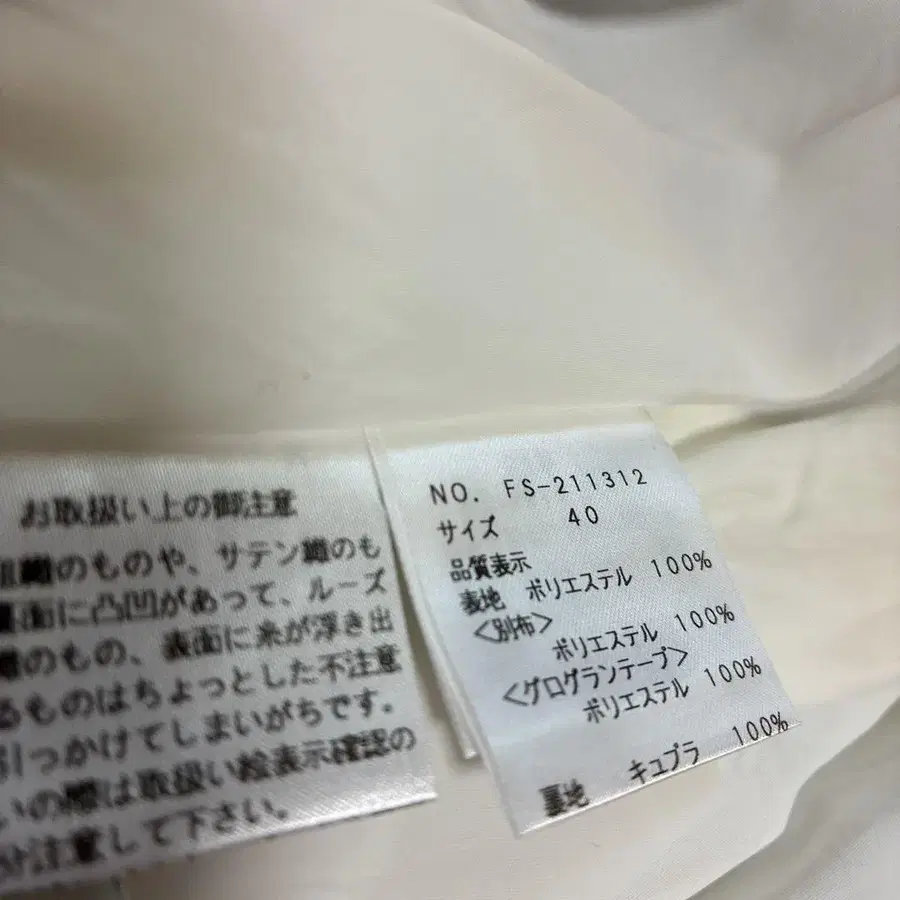 お取扱い上の御注意
織のものや、サテン織のも
裏面に凸凹があって、ルーズ
織のもの、表面に糸が浮き出
るものはちょっとした不注意
引っかけてしまいがちです。
いの際は取扱い絵表示確認の
分注意して下さい。
NO. FS-211312
サイズ 40
品質表示
表地 ポリエステル 100%
<別布>
ポリエステル 100%
<グログランテープ>
ポリエステル 100%
裏地 キュプラ 100%